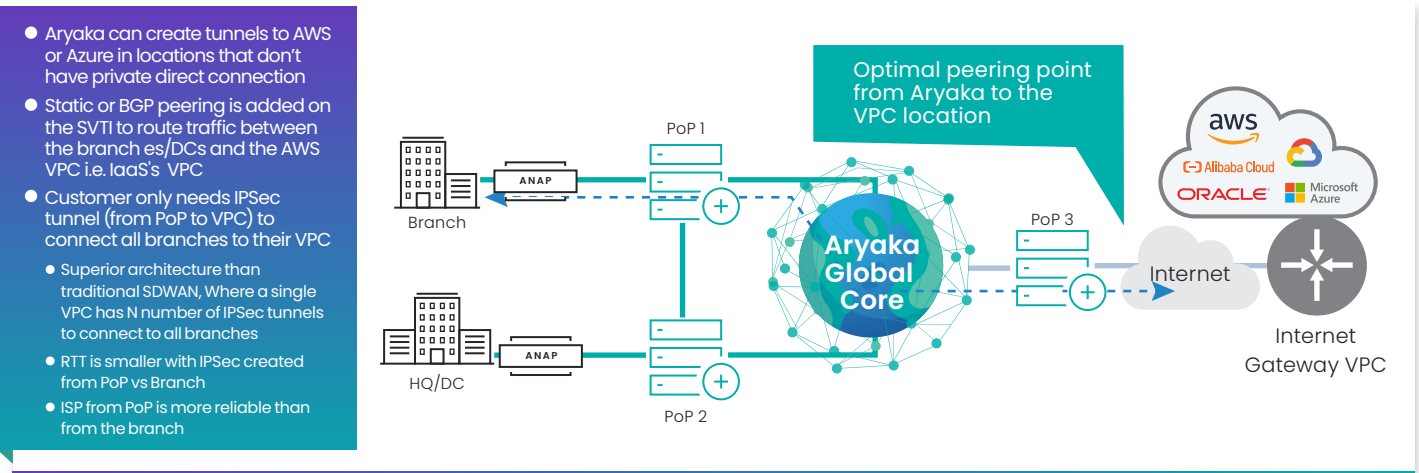 Aryaka can create tunnels to AWS
or Azure in locations that don't
have private direct connection
Static or BGP peering is added on
the SVTI to route traffic between
the branch es/DCs and the AWS
VPC i.e. IaaS's VPC
Customer only needs IPSec
tunnel (from PoP to VPC) to
connect all branches to their VPC
Superior architecture than
traditional SDWAN, Where a single
VPC has N number of IPSec tunnels
to connect to all branches
RTT is smaller with IPSec created
from PoP vs Branch
ISP from PoP is more reliable than
from the branch
Branch
ANAP
PoP 1
HQ/DC
ANAP
PoP 2
Aryaka
Global
Core
Optimal peering point
from Aryaka to the
VPC location
PoP 3
Internet
aws
Alibaba Cloud
ORACLE
Microsoft
Azure
Internet
Gateway VPC